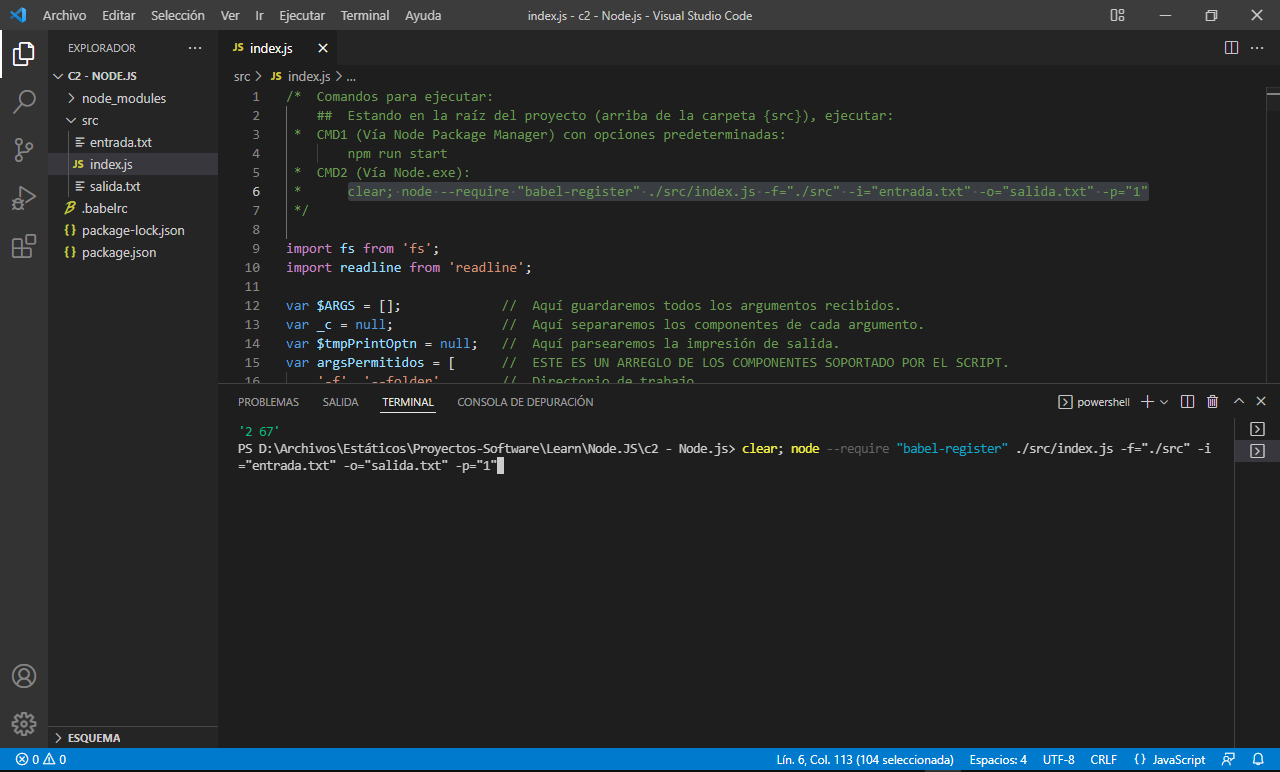 Archivo Editar Selección Ver Ir Ejecutar Terminal Ayuda
index.js - c2 - Node.js - Visual Studio Code
EXPLORADOR
C2 - NODE.JS
node_modules
src
entrada.txt
JS index.js
salida.txt
.babelrc
{} package-lock.json
{} package.json
ESQUEMA
JS index.js
src > JS index.js > ...
1 /* Comandos para ejecutar:
2 ## Estando en la raíz del proyecto (arriba de la carpeta {src}), ejecutar:
3 * CMD1 (Vía Node Package Manager) con opciones predeterminadas:
4 npm run start
5 * CMD2 (Vía Node.exe):
6 * clear; node --require "babel-register" ./src/index.js -f="./src" -i="entrada.txt" -o="salida.txt" -p="1"
7 */
8
9 import fs from 'fs';
10 import readline from 'readline';
11
12 var $ARGS = []; // Aquí guardaremos todos los argumentos recibidos.
13 var _c = null; // Aquí separaremos los componentes de cada argumento.
14 var $tmpPrintOptn = null; // Aquí parsearemos la impresión de salida.
15 var argsPermitidos = [ // ESTE ES UN ARREGLO DE LOS COMPONENTES SOPORTADO POR EL SCRIPT.
16 '-f', '--folder', // Directorio de trabajo
PROBLEMAS SALIDA TERMINAL CONSOLA DE DEPURACIÓN
powershell
'2 67'
PS D:\Archivos\Estáticos\Proyectos-Software\Learn\Node.JS\c2 - Node.js> clear; node --require "babel-register" ./src/index.js -f="./src" -i
="entrada.txt" -o="salida.txt" -p="1"
0 0
Lín. 6, Col. 113 (104 seleccionada) Espacios: 4 UTF-8 CRLF {} JavaScript